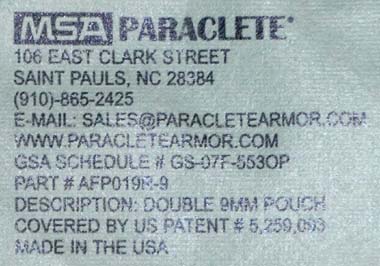 MSA PARACLETE®
106 EAST CLARK STREET
SAINT PAULS, NC 28384
(910)-865-2425
E-MAIL: SALES@PARACLETEARMOR.COM
WWW.PARACLETEARMOR.COM
GSA SCHEDULE # GS-07F-553OP
PART # AFP019R-9
DESCRIPTION: DOUBLE 9MM POUCH
COVERED BY US PATENT # 5,259,093
MADE IN THE USA